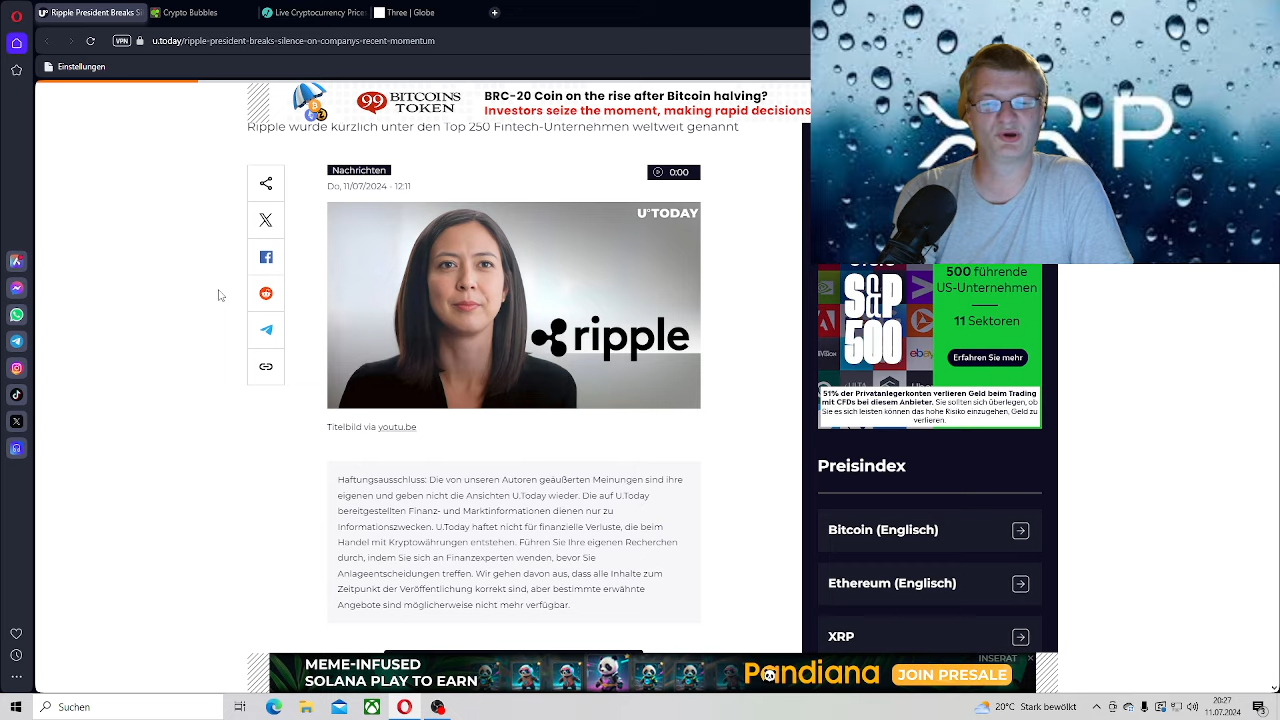 Ripple President Breaks Silence
Crypto Bubbles
Live Cryptocurrency Prices
Three | Globe
VPN
u.today/ripple-president-breaks-silence-on-companys-recent-momentum
Einstellungen
99 BITCOINS TOKEN
BRC-20 Coin on the rise after Bitcoin halving?
Investors seize the moment, making rapid decisions
Ripple wurde kürzlich unter den Top 250 Fintech-Unternehmen weltweit genannt
XRP
Nachrichten
0:00
Do, 11/07/2024 - 12:11
U°TODAY
ripple
Titelbild via youtu.be
Haftungsausschluss: Die von unseren Autoren geäußerten Meinungen sind ihre
eigenen und geben nicht die Ansichten U.Today wieder. Die auf U.Today
bereitgestellten Finanz- und Marktinformationen dienen nur zu
Informationszwecken. U.Today haftet nicht für finanzielle Verluste, die beim
Handel mit Kryptowährungen entstehen. Führen Sie Ihre eigenen Recherchen
durch, indem Sie sich an Finanzexperten wenden, bevor Sie
Anlageentscheidungen treffen. Wir gehen davon aus, dass alle Inhalte zum
Zeitpunkt der Veröffentlichung korrekt sind, aber bestimmte erwähnte
Angebote sind möglicherweise nicht mehr verfügbar.
S&P
500
ebay
500 führende
US-Unternehmen
11 Sektoren
Erfahren Sie mehr
51% der Privatanlegerkonten verlieren Geld beim Trading
mit CFDs bei diesem Anbieter. Sie sollten sich überlegen, ob
Sie es sich leisten können das hohe Risiko einzugehen, Geld zu
verlieren.
Preisindex
Bitcoin (Englisch)
Ethereum (Englisch)
XRP
MEME-INFUSED
SOLANA PLAY TO EARN
Pandiana
INSERAT
JOIN PRESALE
Suchen
Stark bewölkt
20:27
11.07.2024